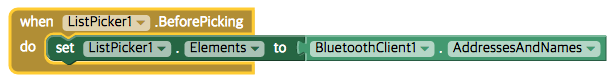 when ListPicker1 .BeforePicking
do set ListPicker1 . Elements to BluetoothClient1 . AddressesAndNames